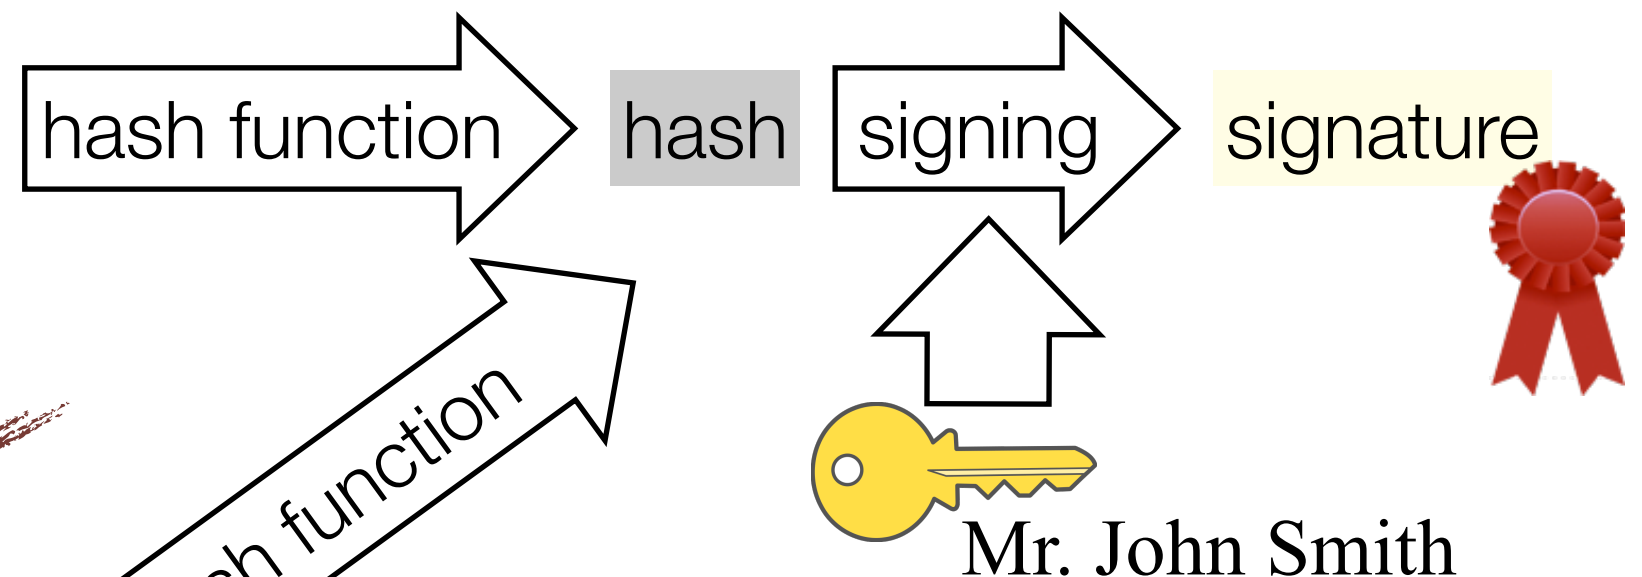 hash function
hash
signing
signature
function
Mr. John Smith